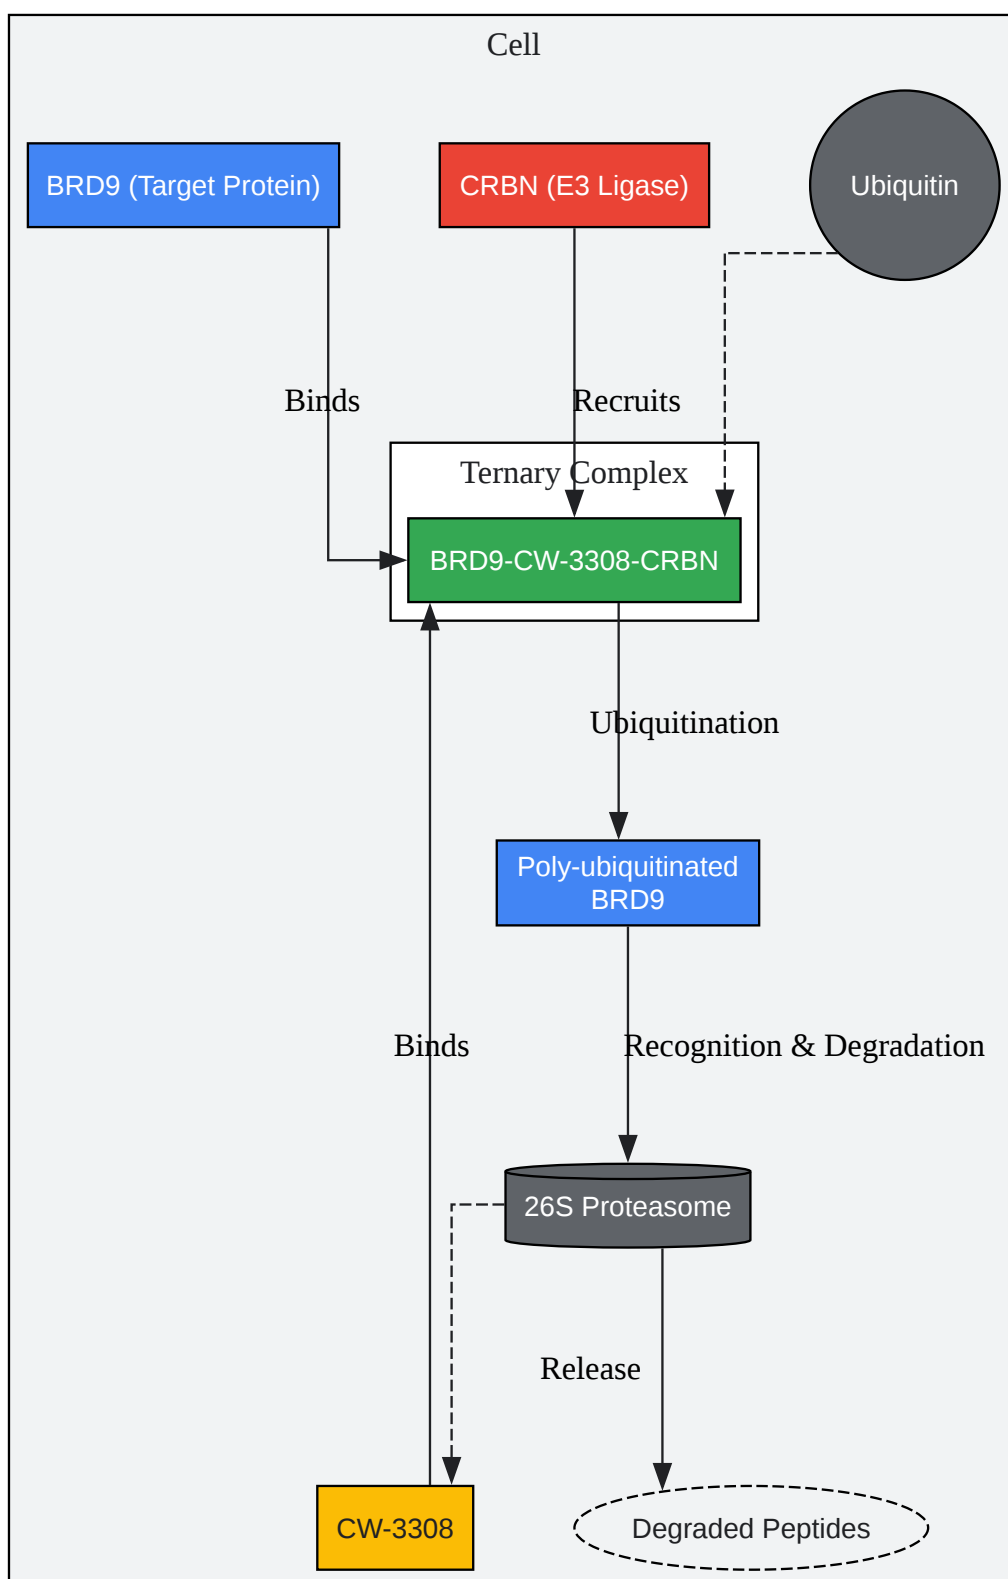 Cell
BRD9 (Target Protein)
CRBN (E3 Ligase)
Ubiquitin
Binds
Recruits
Ternary Complex
BRD9-CW-3308-CRBN
Ubiquitination
Poly-ubiquitinated
BRD9
Binds
Recognition & Degradation
26S Proteasome
Release
CW-3308
Degraded Peptides